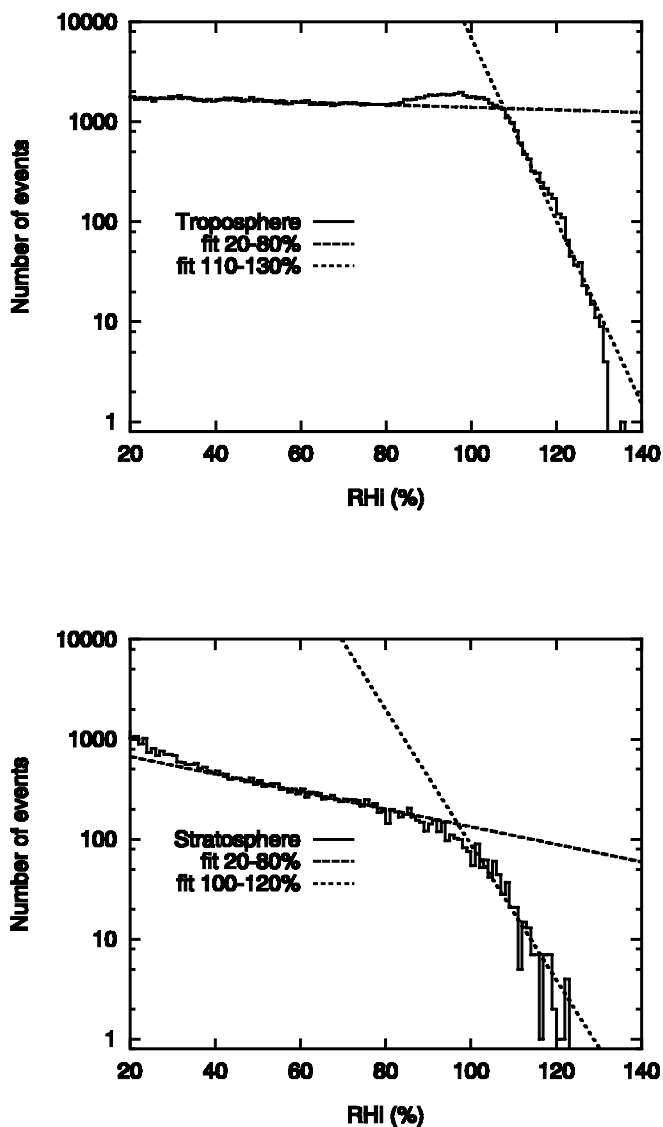 10000
1000
100
10
1
Number of events
Troposphere
fit 20-80%
fit 110-130%
20 40 60 80 100 120 140
RHi (%)
10000
1000
100
10
1
Number of events
Stratosphere
fit 20-80%
fit 100-120%
20 40 60 80 100 120 140
RHi (%)